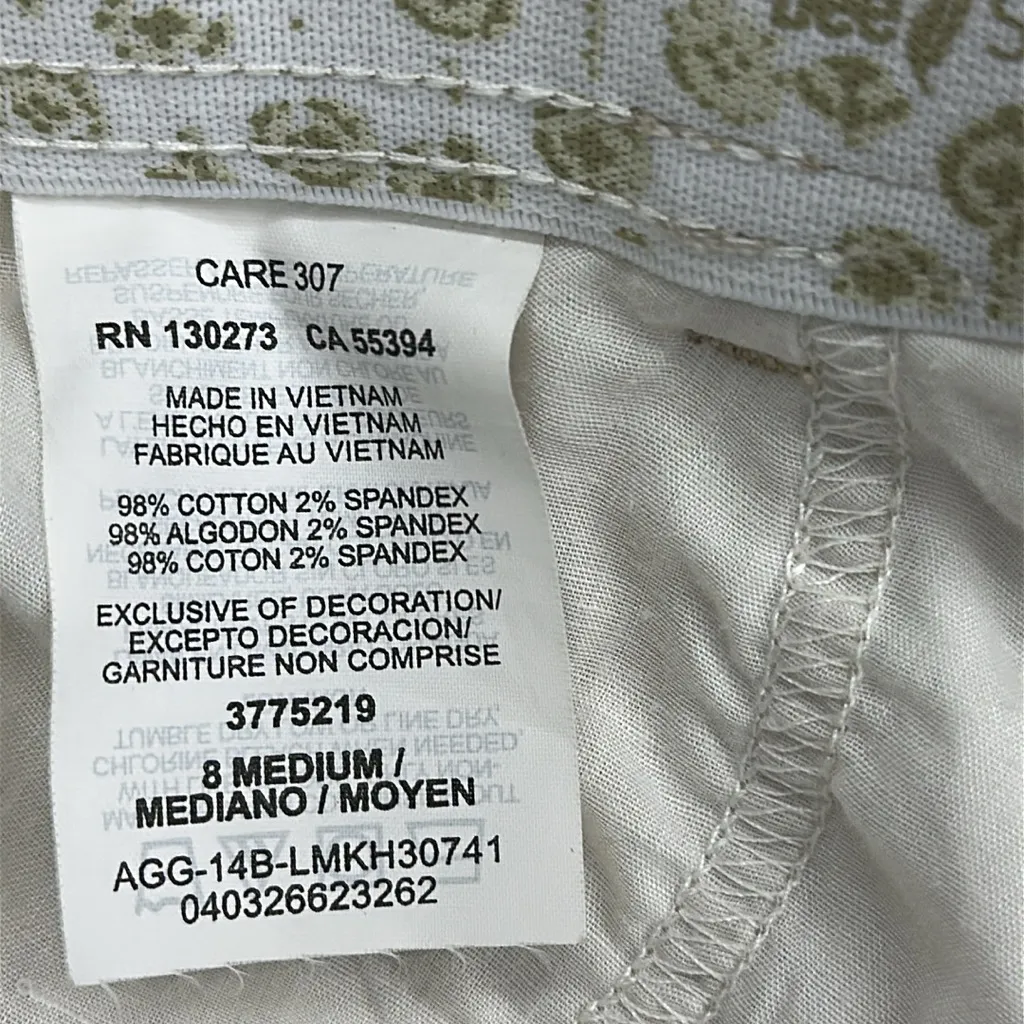 Lee
CARE 307
RN 130273 CA 55394
MADE IN VIETNAM
HECHO EN VIETNAM
FABRIQUE AU VIETNAM
98% COTTON 2% SPANDEX
98% ALGODON 2% SPANDEX
98% COTON 2% SPANDEX
EXCLUSIVE OF DECORATION/
EXCEPTO DECORACION/
GARNITURE NON COMPRISE
3775219
8 MEDIUM /
MEDIANO / MOYEN
AGG-14B-LMKH30741
040326623262